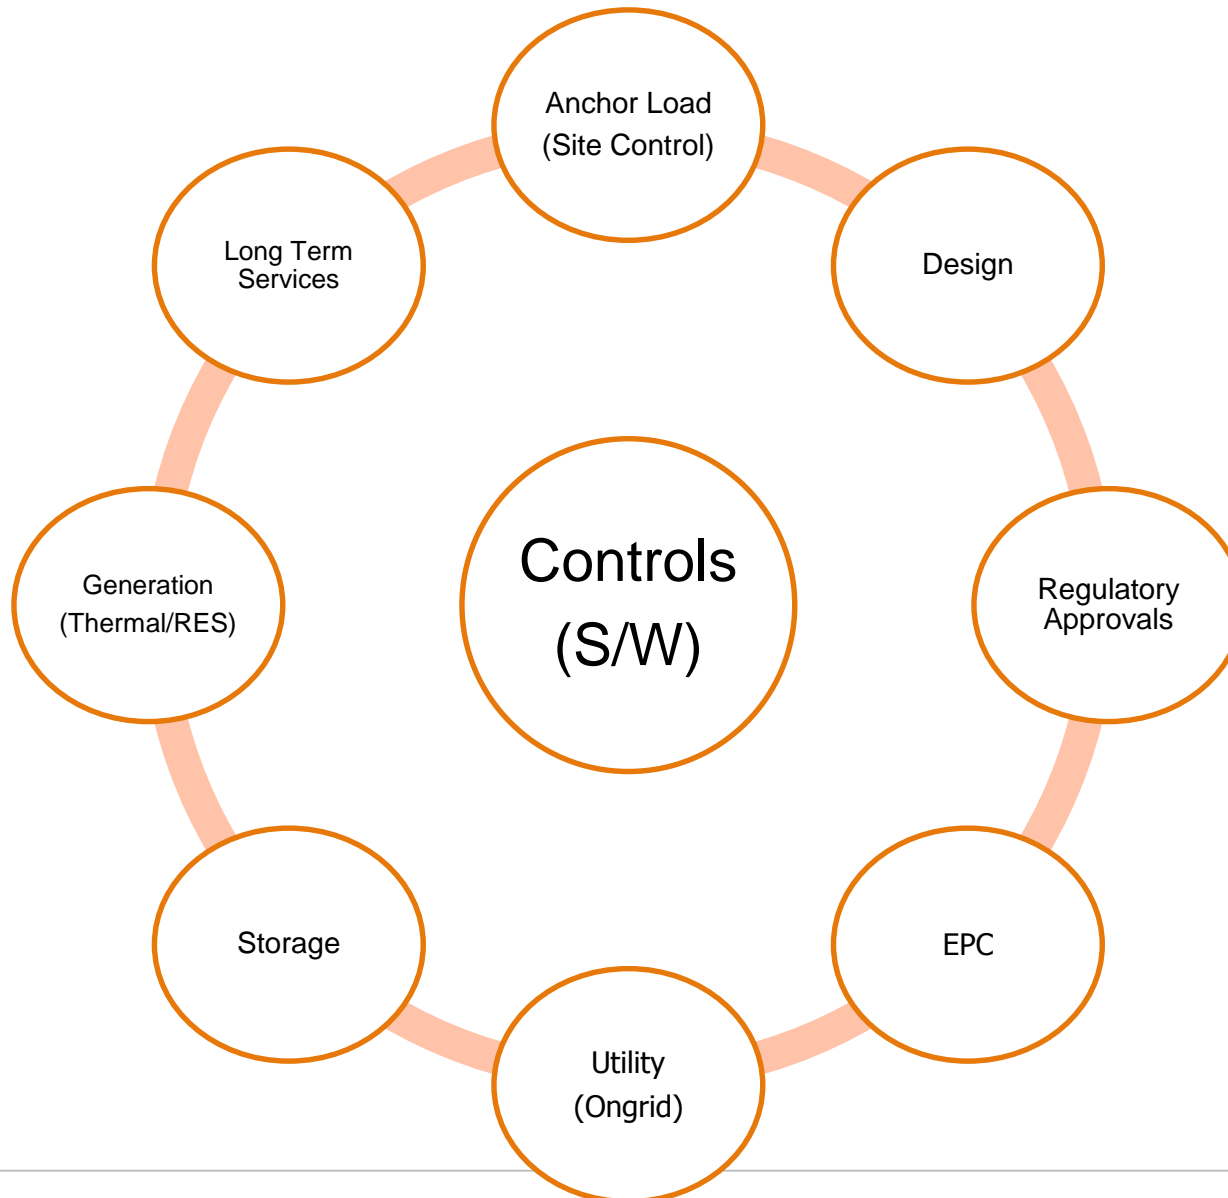 Anchor Load
(Site Control)
Long Term
Services
Design
Controls
(S/W)
Generation
(Thermal/RES)
Regulatory
Approvals
Storage
EPC
Utility
(Ongrid)